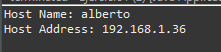 Host Name: alberto
Host Address: 192.168.1.36